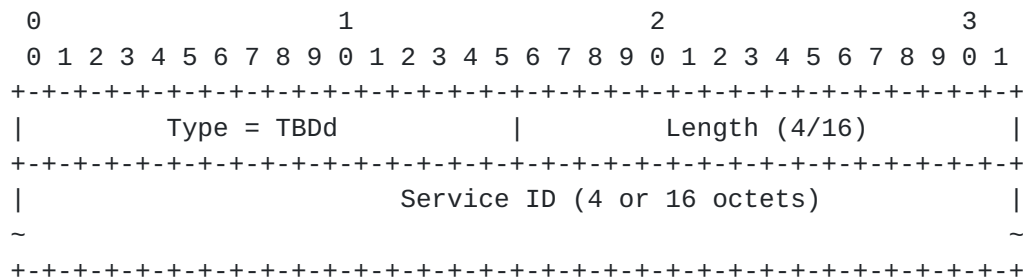 0                   1                   2                   3
 0 1 2 3 4 5 6 7 8 9 0 1 2 3 4 5 6 7 8 9 0 1 2 3 4 5 6 7 8 9 0 1
+-+-+-+-+-+-+-+-+-+-+-+-+-+-+-+-+-+-+-+-+-+-+-+-+-+-+-+-+-+-+-+-+
|         Type = TBDd           |         Length (4/16)         |
+-+-+-+-+-+-+-+-+-+-+-+-+-+-+-+-+-+-+-+-+-+-+-+-+-+-+-+-+-+-+-+-+
|                        Service ID (4 or 16 octets)            |
~                                                               ~
+-+-+-+-+-+-+-+-+-+-+-+-+-+-+-+-+-+-+-+-+-+-+-+-+-+-+-+-+-+-+-+-+